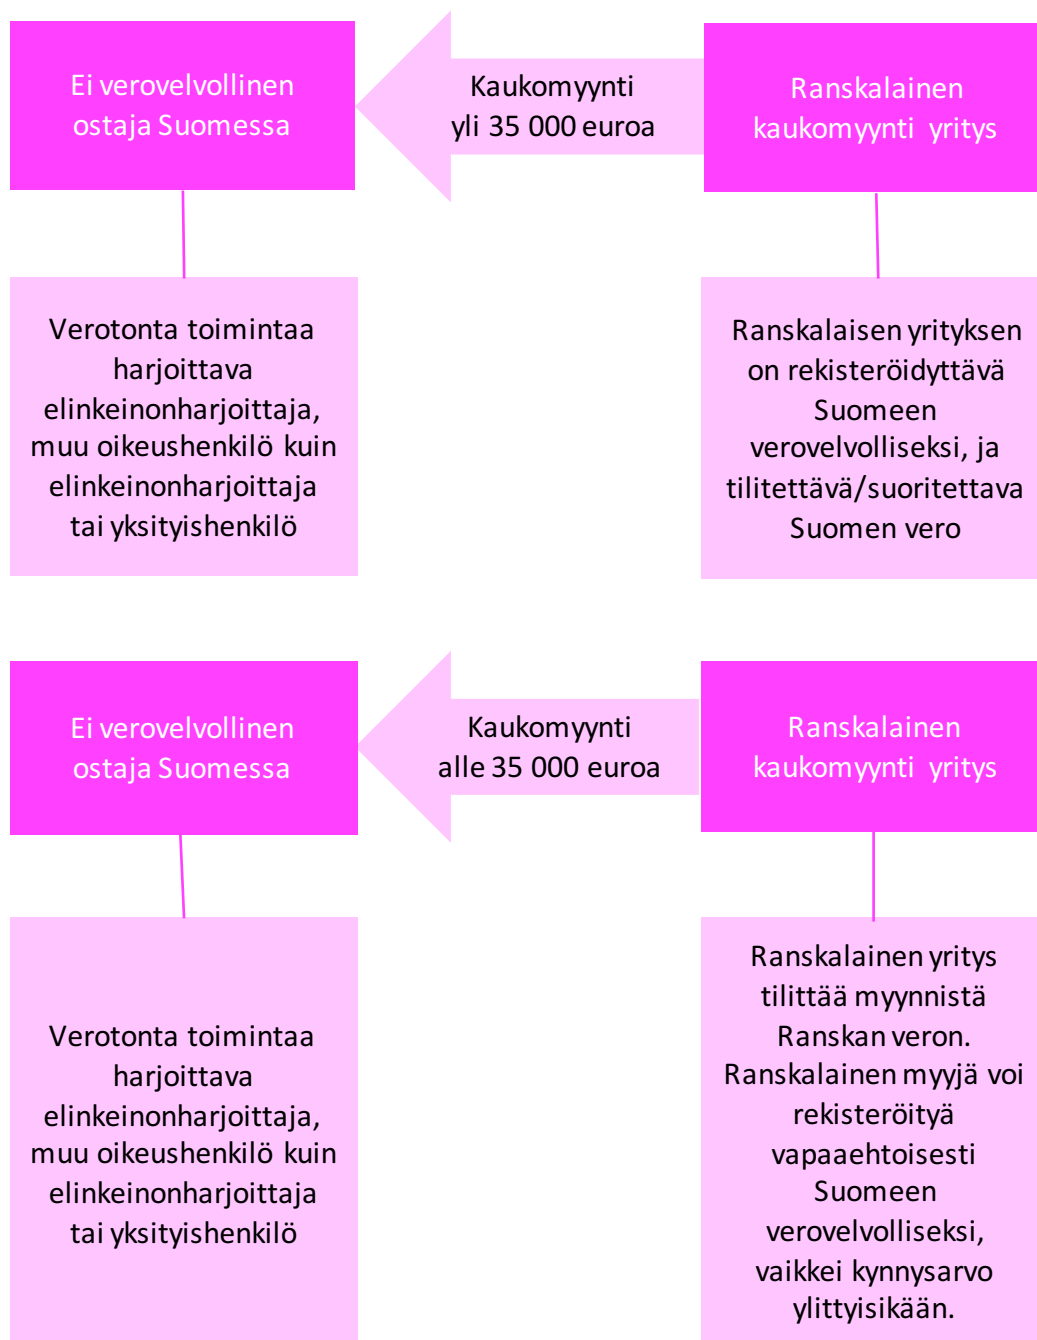 Ei verovelvollinen
ostaja Suomessa
Kaukomyynti
yli 35 000 euroa
Ranskalainen
kaukomyynti yritys
Verotonta toimintaa
harjoittava
elinkeinonharjoittaja,
muu oikeushenkilö kuin
elinkeinonharjoittaja
tai yksityishenkilö
Ranskalaisen yrityksen
on rekisteröidyttävä
Suomeen
verovelvolliseksi, ja
tilitettävä/suoritettava
Suomen vero
Ei verovelvollinen
ostaja Suomessa
Kaukomyynti
alle 35 000 euroa
Ranskalainen
kaukomyynti yritys
Verotonta toimintaa
harjoittava
elinkeinonharjoittaja,
muu oikeushenkilö kuin
elinkeinonharjoittaja
tai yksityishenkilö
Ranskalainen yritys
tilittää myynnistä
Ranskan veron.
Ranskalainen myyjä voi
rekisteröityä
vapaaehtoisesti
Suomeen
verovelvolliseksi,
vaikkei kynnysarvo
ylittyisikään.